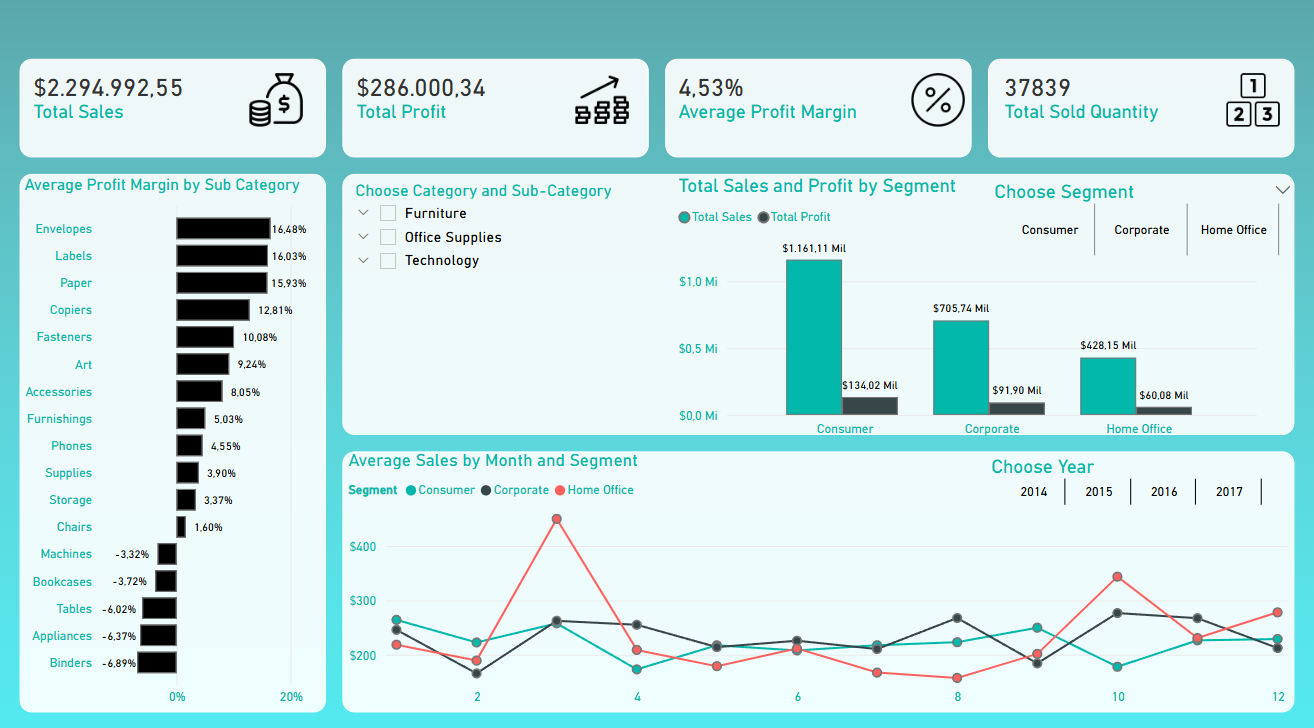 $2.294.992,55
Total Sales
$
$286.000,34
Total Profit
4,53%
Average Profit Margin
%
37839
Total Sold Quantity
1
2 3
Average Profit Margin by Sub Category
Envelopes 16,48%
Labels 16,03%
Paper 15,93%
Copiers 12,81%
Fasteners 10,08%
Art 9,24%
Accessories 8,05%
Furnishings 5,03%
Phones 4,55%
Supplies 3,90%
Storage 3,37%
Chairs 1,60%
Machines -3,32%
Bookcases -3,72%
Tables -6,02%
Appliances -6,37%
Binders -6,89%
0% 20%
Choose Category and Sub-Category
Furniture
Office Supplies
Technology
Total Sales and Profit by Segment
Total Sales Total Profit
$1.161,11 Mil
$1,0 Mi
$705,74 Mil
$0,5 Mi
$428,15 Mil
$134,02 Mil $91,90 Mil $60,08 Mil
$0,0 Mi
Consumer Corporate Home Office
Choose Segment
Consumer Corporate Home Office
Average Sales by Month and Segment
Segment Consumer Corporate Home Office
Choose Year
2014 2015 2016 2017
$400
$300
$200
2 4 6 8 10 12